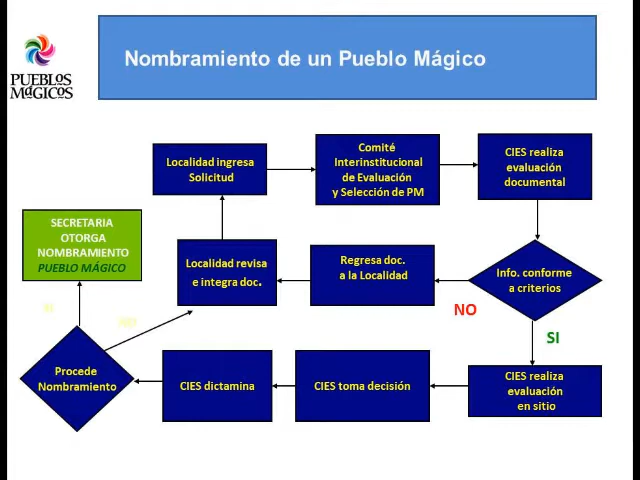 Nombramiento de un Pueblo Mágico
PUEBLOS
MáGICOS
Localidad ingresa
Solicitud
Comité
Interinstitucional
de Evaluación
y Selección de PM
CIES realiza
evaluación
documental
SECRETARIA
OTORGA
NOMBRAMIENTO
PUEBLO MÁGICO
Localidad revisa
e integra doc.
Regresa doc.
a la Localidad
Info. conforme
a criterios
NO
SI
SI
NO
Procede
Nombramiento
CIES dictamina
CIES toma decisión
CIES realiza
evaluación
en sitio